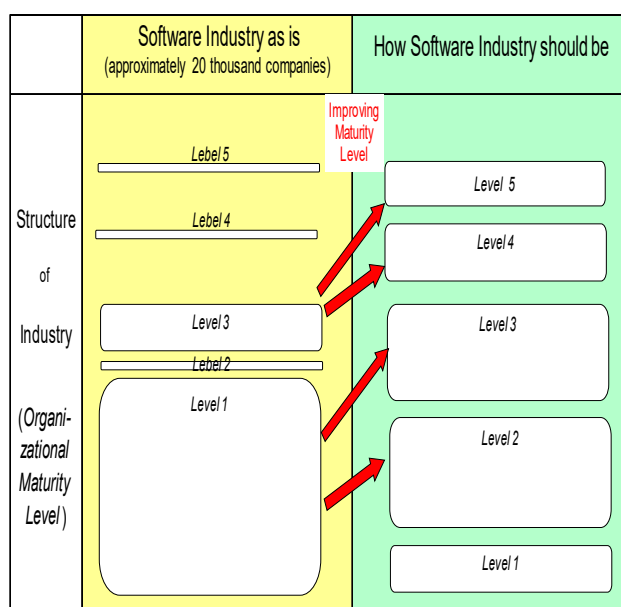 Software Industry as is
(approximately 20 thousand companies)
How Software Industry should be
Improving
Maturity
Level
Structure
of
Industry
(Organi-
zational
Maturity
Level)
Lebel 5
Lebel 4
Level 3
Lebel 2
Level 1
Level 5
Level 4
Level 3
Level 2
Level 1